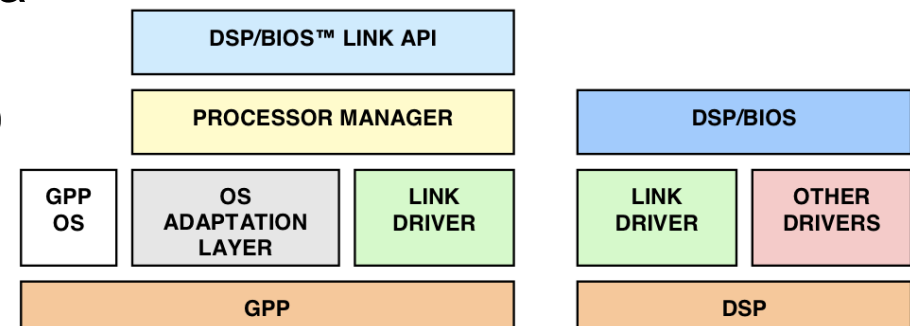 DSP/BIOS™ LINK API
PROCESSOR MANAGER
DSP/BIOS
GPP
OS
OS
ADAPTATION
LAYER
LINK
DRIVER
LINK
DRIVER
OTHER
DRIVERS
GPP
DSP